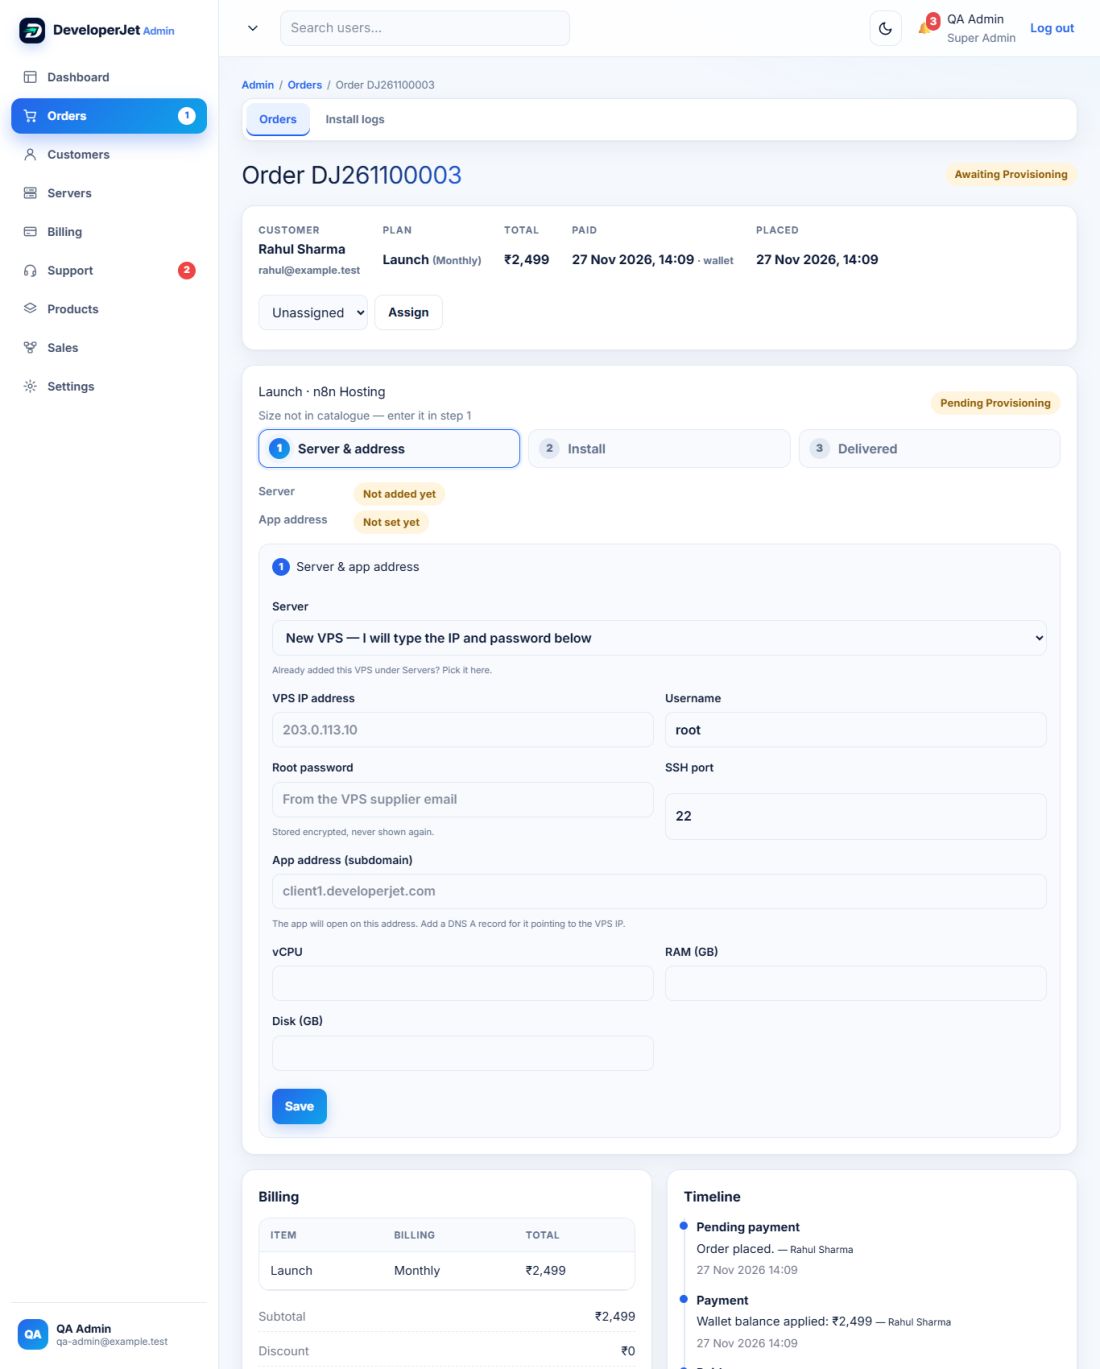 DeveloperJet Admin
Search users...
3
QA Admin
Super Admin
Log out
Dashboard
Orders 1
Customers
Servers
Billing
Support 2
Products
Sales
Settings
QA
QA Admin
qa-admin@example.test
Admin / Orders / Order DJ261100003
Orders Install logs
Order DJ261100003
Awaiting Provisioning
CUSTOMER
Rahul Sharma
rahul@example.test
PLAN
Launch (Monthly)
TOTAL
₹2,499
PAID
27 Nov 2026, 14:09 · wallet
PLACED
27 Nov 2026, 14:09
Unassigned
Assign
Launch · n8n Hosting
Size not in catalogue — enter it in step 1
Pending Provisioning
1 Server & address
2 Install
3 Delivered
Server Not added yet
App address Not set yet
1 Server & app address
Server
New VPS — I will type the IP and password below
Already added this VPS under Servers? Pick it here.
VPS IP address
203.0.113.10
Username
root
Root password
From the VPS supplier email
Stored encrypted, never shown again.
SSH port
22
App address (subdomain)
client1.developerjet.com
The app will open on this address. Add a DNS A record for it pointing to the VPS IP.
vCPU
RAM (GB)
Disk (GB)
Save
Billing
ITEM BILLING TOTAL
Launch Monthly ₹2,499
Subtotal ₹2,499
Discount ₹0
Timeline
Pending payment
Order placed. — Rahul Sharma
27 Nov 2026 14:09
Payment
Wallet balance applied: ₹2,499 — Rahul Sharma
27 Nov 2026 14:09